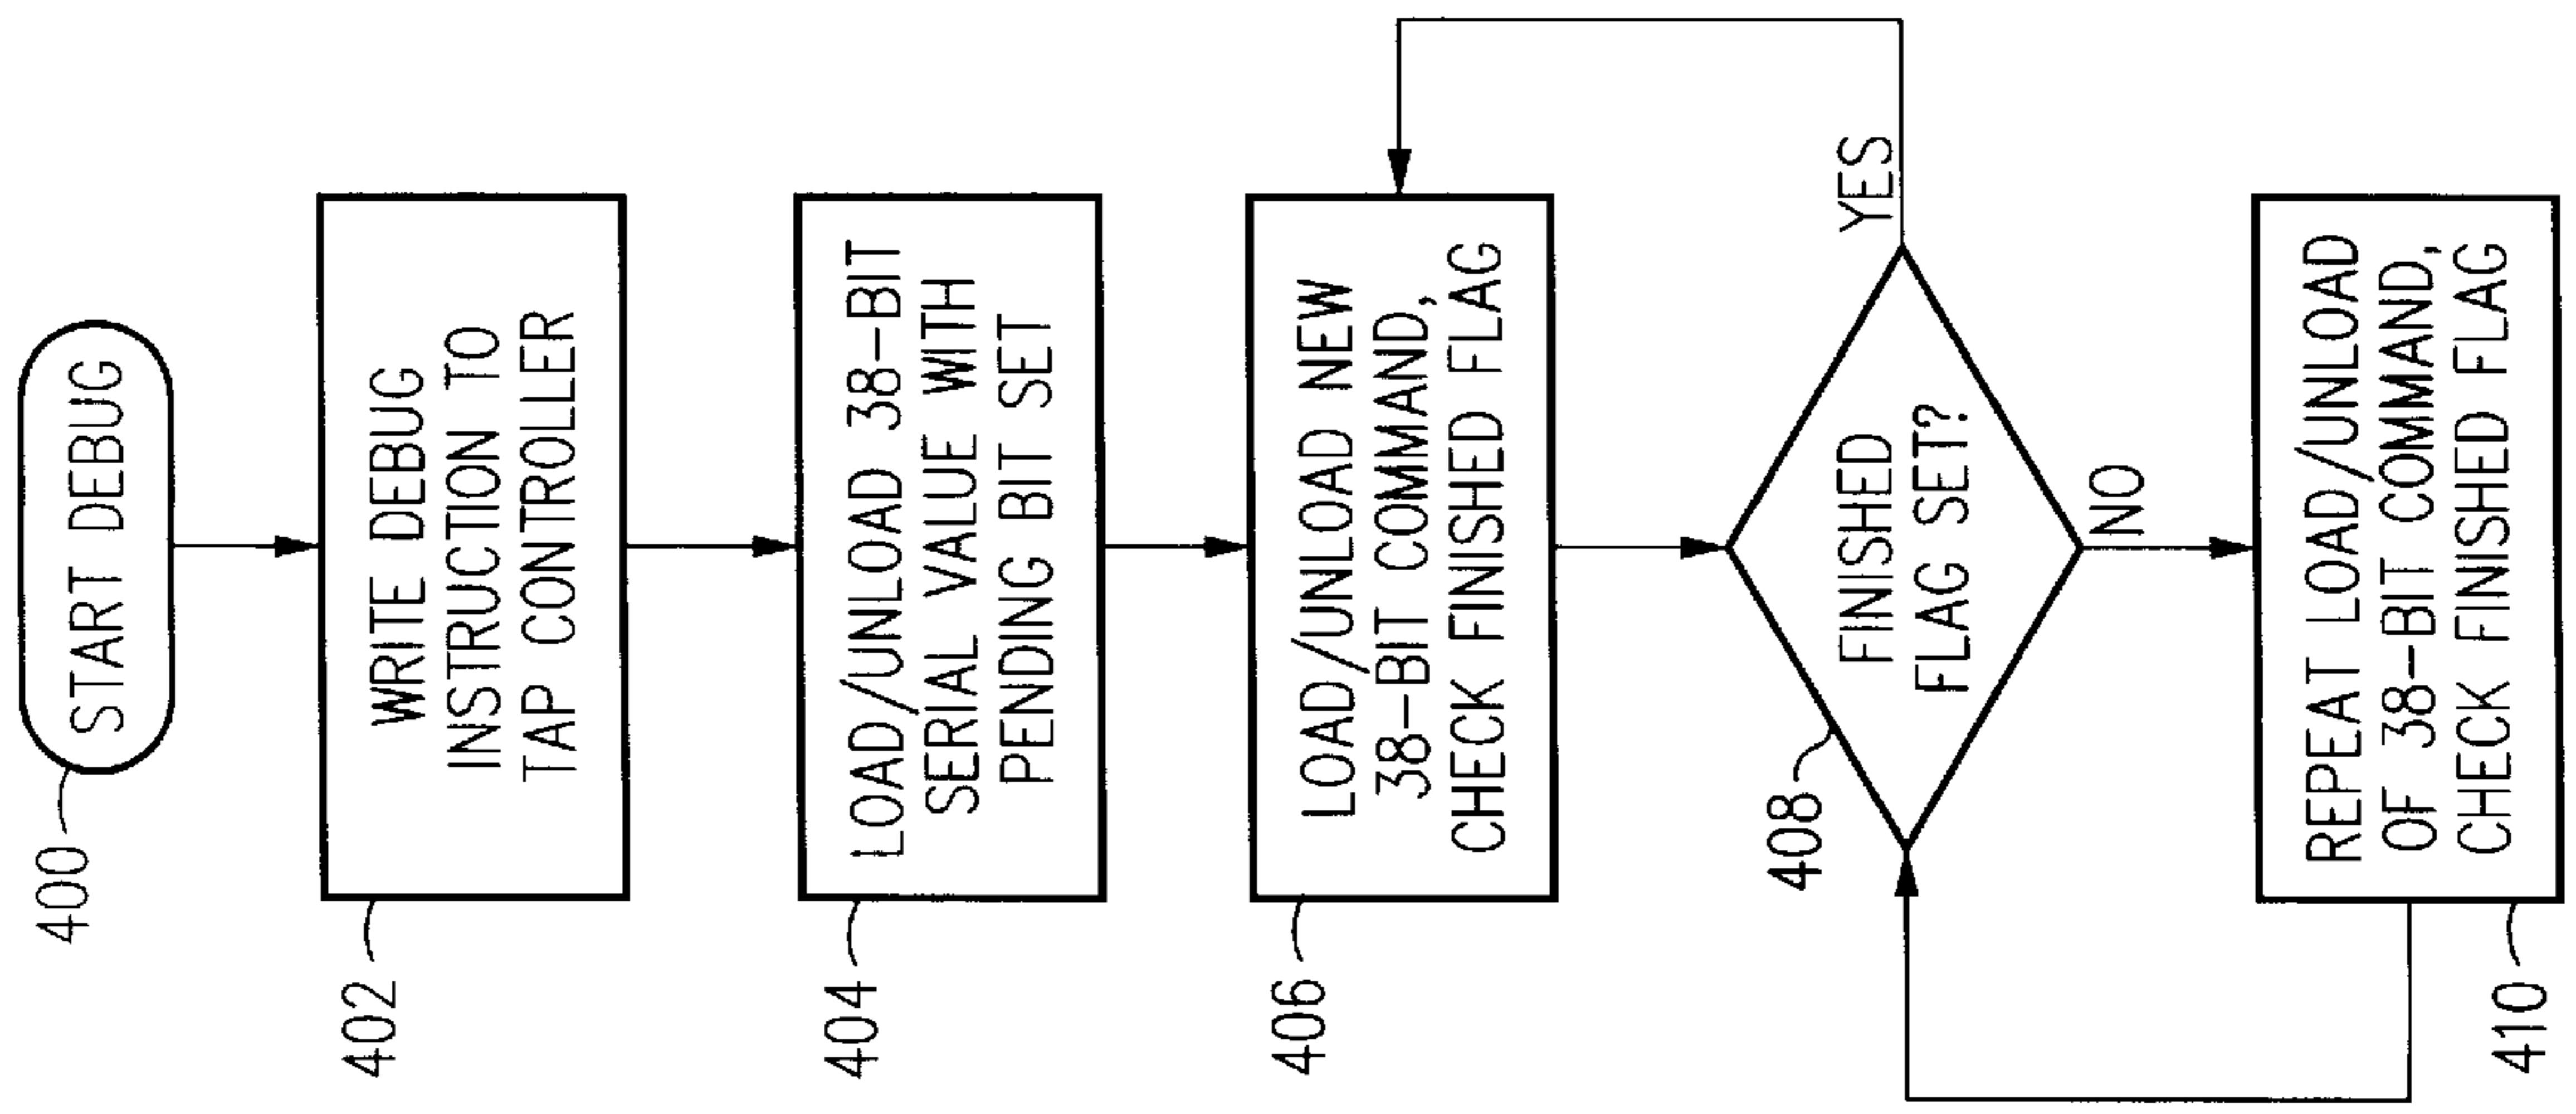 START DEBUG
400
WRITE DEBUG
INSTRUCTION TO
TAP CONTROLLER
402
LOAD/UNLOAD 38-BIT
SERIAL VALUE WITH
PENDING BIT SET
404
LOAD/UNLOAD NEW
38-BIT COMMAND,
CHECK FINISHED FLAG
406
FINISHED
FLAG SET?
YES
408
NO
REPEAT LOAD/UNLOAD
OF 38-BIT COMMAND,
CHECK FINISHED FLAG
410